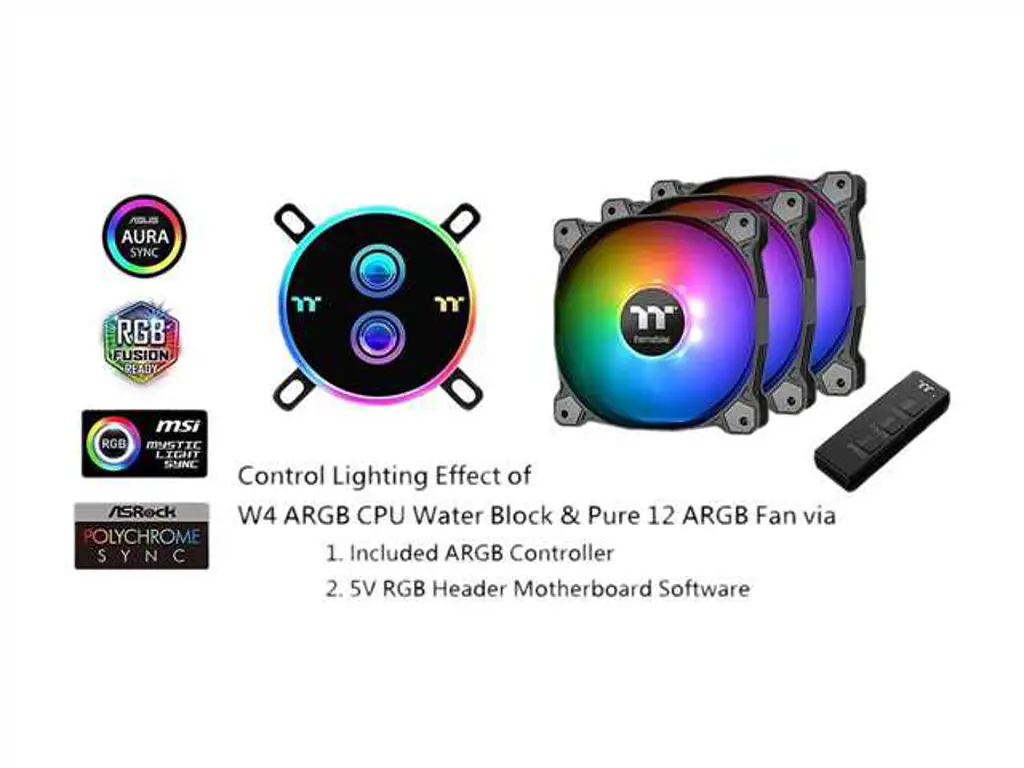 ASUS
AURA
SYNC
RGB
FUSION
READY
RGB
msi
MYSTIC
LIGHT
SYNC
ASRock
POLYCHROME
SYNC
thermaltake
Control Lighting Effect of
W4 ARGB CPU Water Block & Pure 12 ARGB Fan via
1. Included ARGB Controller
2. 5V RGB Header Motherboard Software